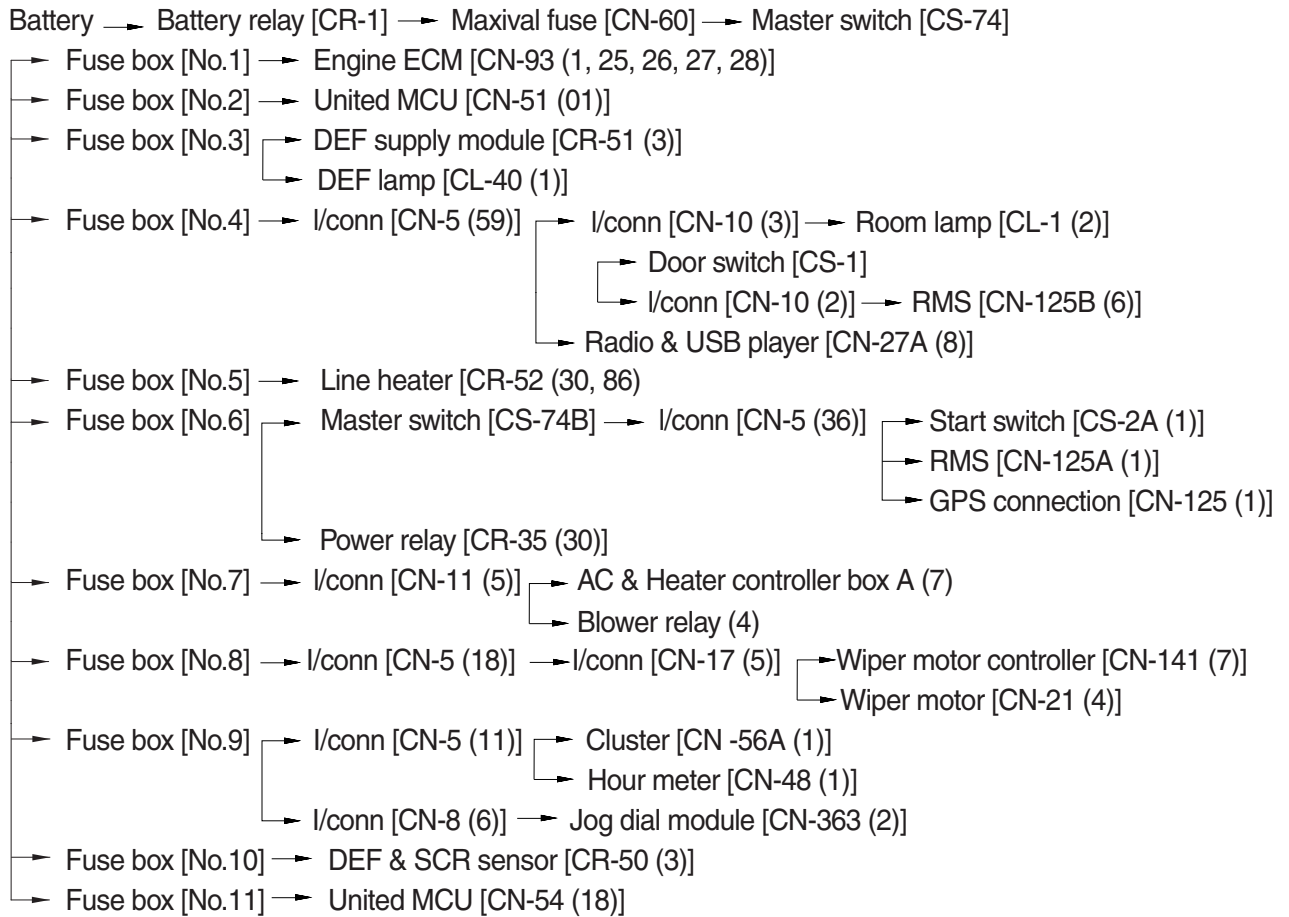 Battery → Battery relay [CR-1] → Maxival fuse [CN-60] → Master switch [CS-74]
→ Fuse box [No.1] → Engine ECM [CN-93 (1, 25, 26, 27, 28)]
→ Fuse box [No.2] → United MCU [CN-51 (01)]
→ Fuse box [No.3] → DEF supply module [CR-51 (3)]
→ DEF lamp [CL-40 (1)]
→ Fuse box [No.4] → I/conn [CN-5 (59)] → I/conn [CN-10 (3)] → Room lamp [CL-1 (2)]
→ Door switch [CS-1]
→ I/conn [CN-10 (2)] → RMS [CN-125B (6)]
→ Radio & USB player [CN-27A (8)]
→ Fuse box [No.5] → Line heater [CR-52 (30, 86)
→ Fuse box [No.6] → Master switch [CS-74B] → I/conn [CN-5 (36)] → Start switch [CS-2A (1)]
→ RMS [CN-125A (1)]
→ GPS connection [CN-125 (1)]
→ Power relay [CR-35 (30)]
→ Fuse box [No.7] → I/conn [CN-11 (5)] → AC & Heater controller box A (7)
→ Blower relay (4)
→ Fuse box [No.8] → I/conn [CN-5 (18)] → I/conn [CN-17 (5)] → Wiper motor controller [CN-141 (7)]
→ Wiper motor [CN-21 (4)]
→ Fuse box [No.9] → I/conn [CN-5 (11)] → Cluster [CN -56A (1)]
→ Hour meter [CN-48 (1)]
→ I/conn [CN-8 (6)] → Jog dial module [CN-363 (2)]
→ Fuse box [No.10] → DEF & SCR sensor [CR-50 (3)]
→ Fuse box [No.11] → United MCU [CN-54 (18)]